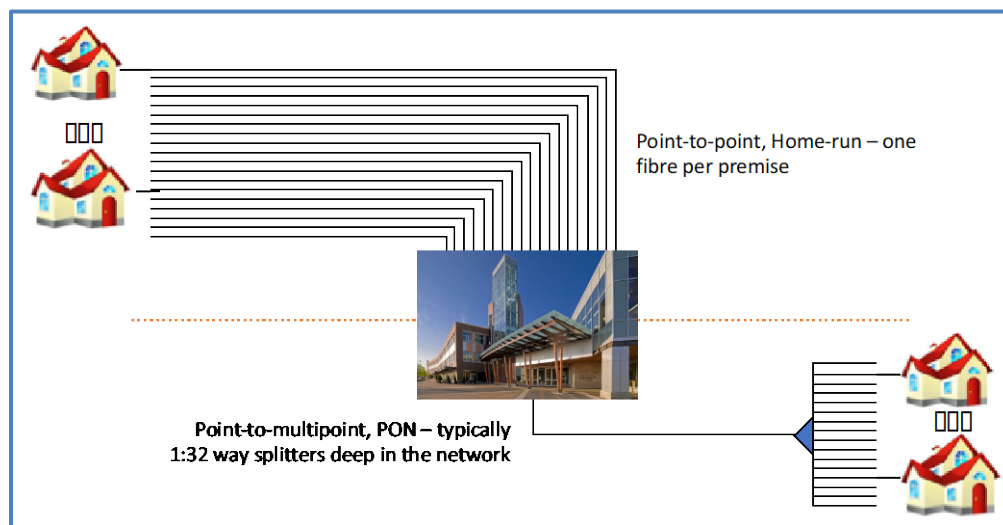 Point-to-point, Home-run – one
fibre per premise
Point-to-multipoint, PON – typically
1:32 way splitters deep in the network